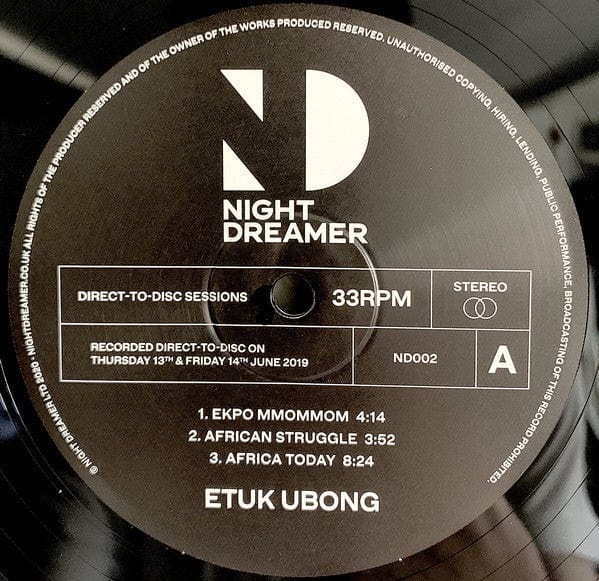 ℗ NIGHT DREAMER LTD 2020 - NIGHTDREAMER.CO.UK ALL RIGHTS OF THE PRODUCER RESERVED AND OF THE OWNER OF THE WORKS PRODUCED RESERVED. UNAUTHORISED COPYING, HIRING, LENDING, PUBLIC PERFORMANCE, BROADCASTING OF THIS RECORD PROHIBITED.
ND
NIGHT
DREAMER
DIRECT-TO-DISC SESSIONS
33RPM
STEREO
RECORDED DIRECT-TO-DISC ON
THURSDAY 13TH & FRIDAY 14TH JUNE 2019
ND002
A
1. EKPO MMOMMOM 4:14
2. AFRICAN STRUGGLE 3:52
3. AFRICA TODAY 8:24
ETUK UBONG